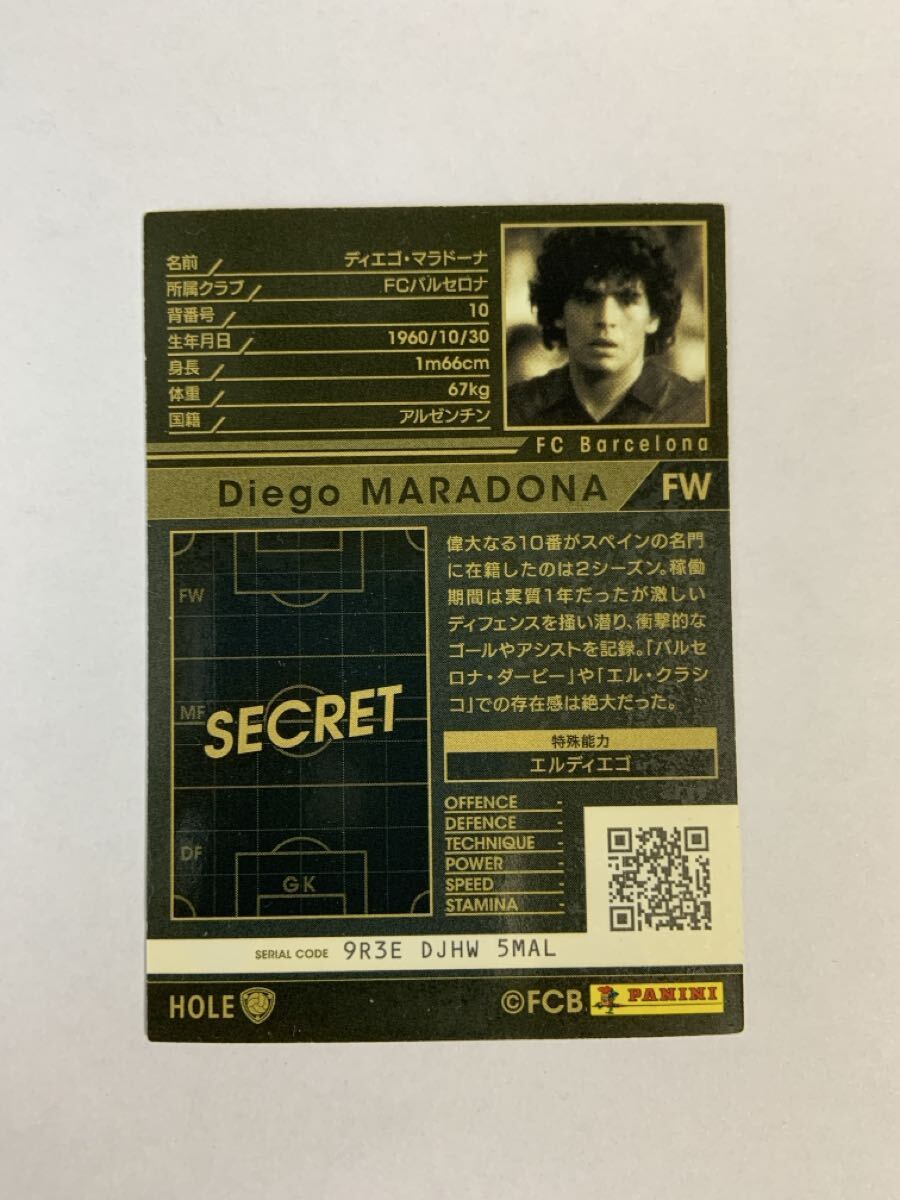 名前 ディエゴ・マラドーナ
所属クラブ FCバルセロナ
背番号 10
生年月日 1960/10/30
身長 1m66cm
体重 67kg
国籍 アルゼンチン
FC Barcelona
Diego MARADONA FW
偉大なる10番がスペインの名門
に在籍したのは2シーズン。稼働
期間は実質1年だったが激しい
ディフェンスを掻い潜り、衝撃的な
ゴールやアシストを記録。「バルセ
ロナ・ダービー」や「エル・クラシ
コ」での存在感は絶大だった。
FW
MF
SECRET
DF
GK
特殊能力
エルディエゴ
OFFENCE -
DEFENCE -
TECHNIQUE -
POWER -
SPEED -
STAMINA -
SERIAL CODE 9R3E DJHW 5MAL
HOLE
©FCB
PANINI